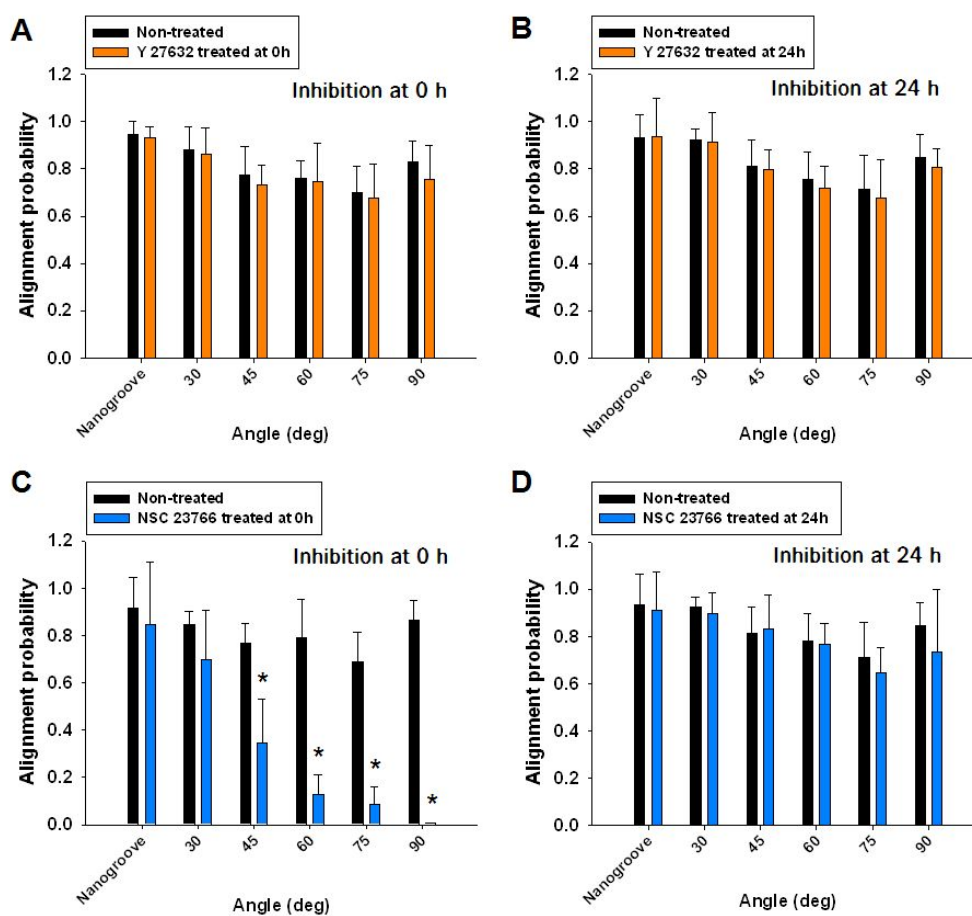 A
Non-treated
Y 27632 treated at 0h
Inhibition at 0 h
Alignment probability
1.2
1.0
0.8
0.6
0.4
0.2
0.0
Nanogroove 30 45 60 75 90
Angle (deg)
B
Non-treated
Y 27632 treated at 24h
Inhibition at 24 h
Alignment probability
1.2
1.0
0.8
0.6
0.4
0.2
0.0
Nanogroove 30 45 60 75 90
Angle (deg)
C
Non-treated
NSC 23766 treated at 0h
Inhibition at 0 h
Alignment probability
1.2
1.0
0.8
0.6
0.4
0.2
0.0
* * * *
Nanogroove 30 45 60 75 90
Angle (deg)
D
Non-treated
NSC 23766 treated at 24h
Inhibition at 24 h
Alignment probability
1.2
1.0
0.8
0.6
0.4
0.2
0.0
Nanogroove 30 45 60 75 90
Angle (deg)